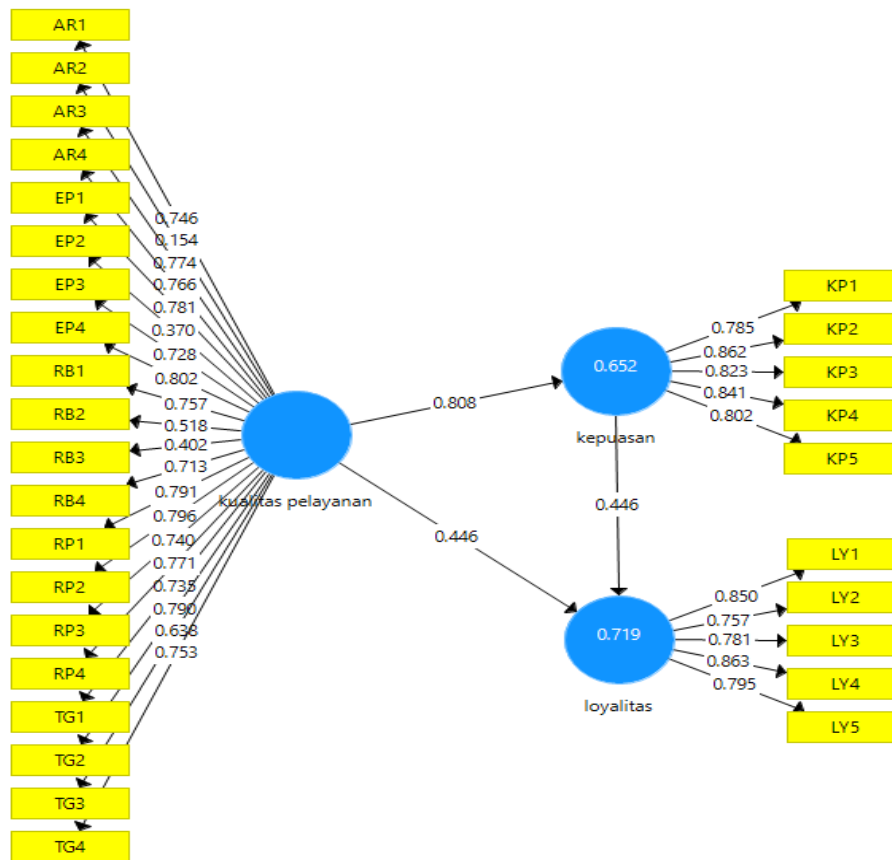 AR1
AR2
AR3
AR4
EP1
EP2
EP3
EP4
RB1
RB2
RB3
RB4
RP1
RP2
RP3
RP4
TG1
TG2
TG3
TG4
0.746
0.154
0.774
0.766
0.781
0.370
0.728
0.802
0.757
0.518
0.402
0.713
0.791
0.796
0.740
0.771
0.735
0.790
0.638
0.753
kualitas pelayanan
0.808
0.446
0.652
kepuasan
0.446
0.719
loyalitas
0.785
0.862
0.823
0.841
0.802
KP1
KP2
KP3
KP4
KP5
0.850
0.757
0.781
0.863
0.795
LY1
LY2
LY3
LY4
LY5